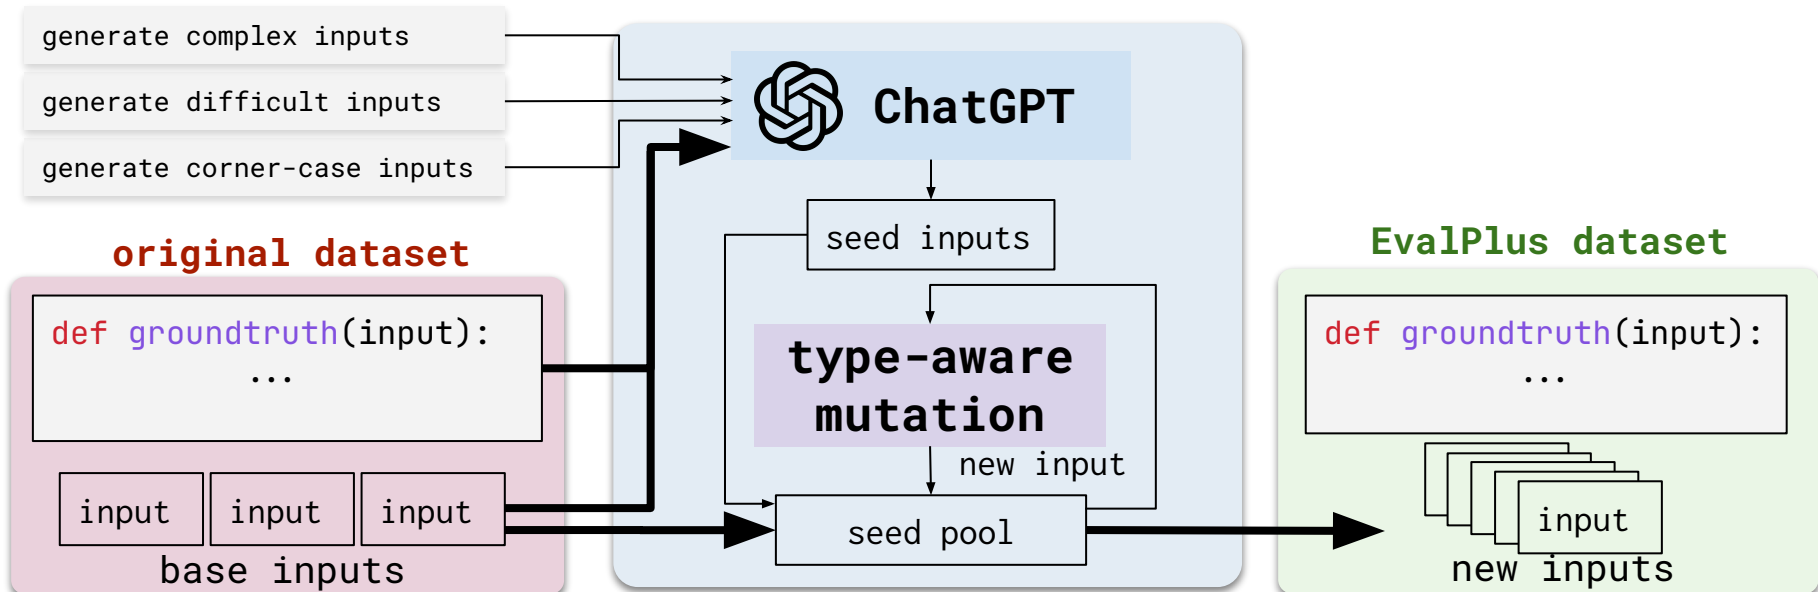 generate complex inputs
generate difficult inputs
generate corner-case inputs
ChatGPT
seed inputs
type-aware
mutation
new input
seed pool
original dataset
def groundtruth(input):
...
input
input
input
base inputs
EvalPlus dataset
def groundtruth(input):
...
input
new inputs